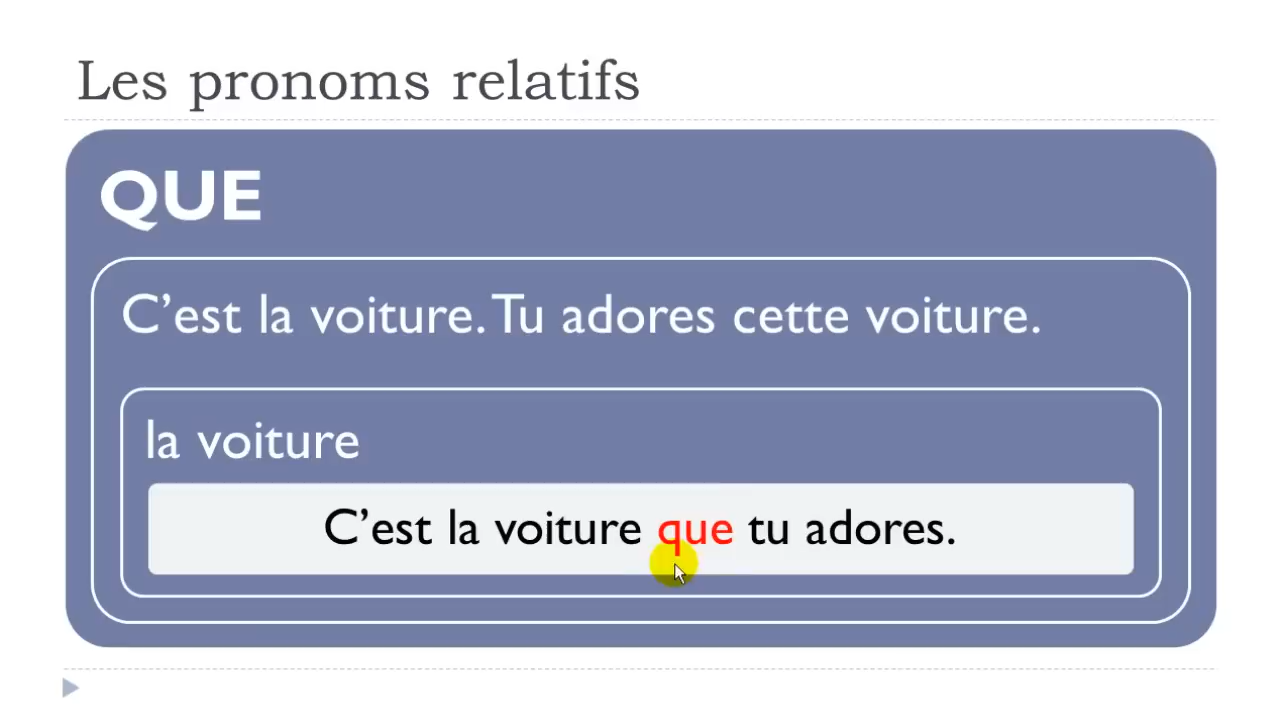 Les pronoms relatifs
QUE
C’est la voiture. Tu adores cette voiture.
la voiture
C’est la voiture que tu adores.